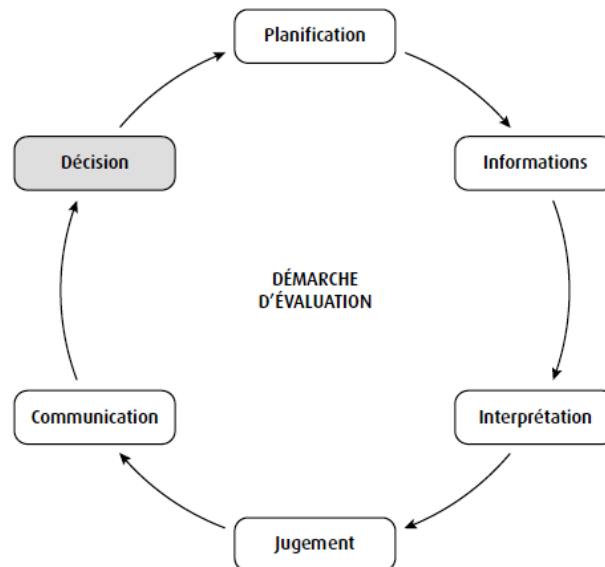 Planification
Décision
Informations
DÉMARCHE
D'ÉVALUATION
Communication
Interprétation
Jugement